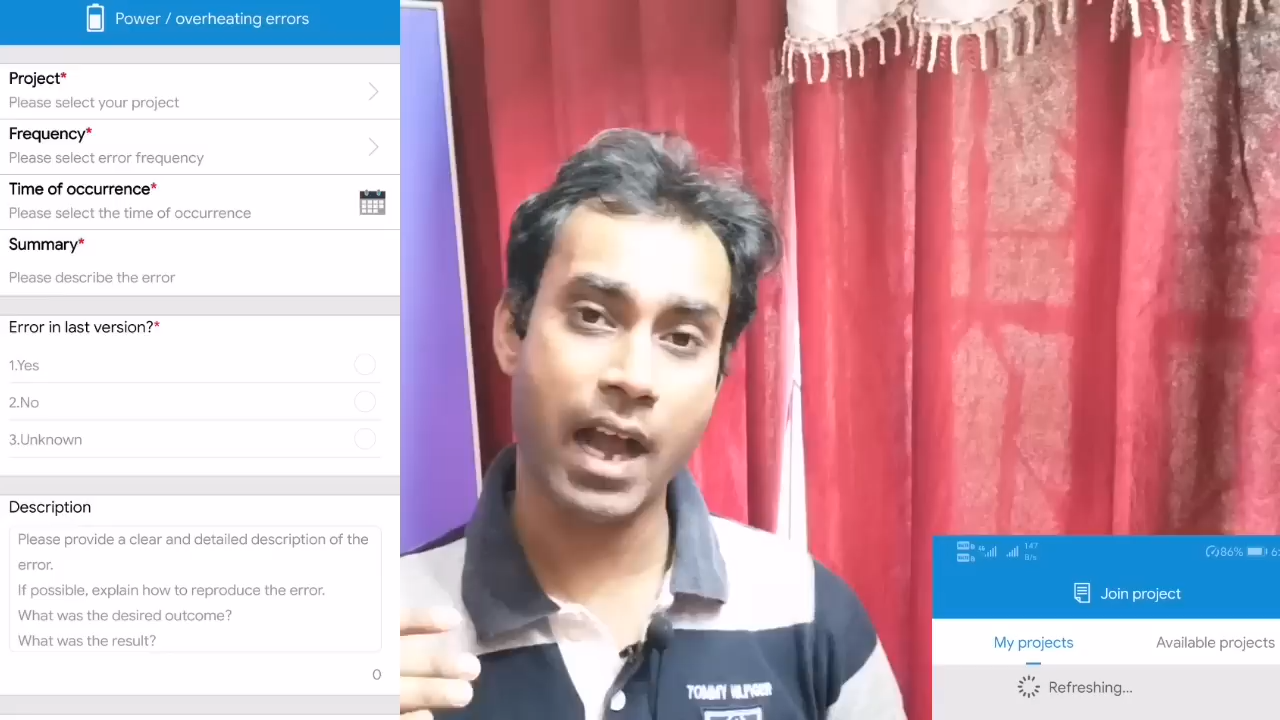 Power / overheating errors
Project*
Please select your project
Frequency*
Please select error frequency
Time of occurrence*
Please select the time of occurrence
Summary*
Please describe the error
Error in last version?*
1.Yes
2.No
3.Unknown
Description
Please provide a clear and detailed description of the
error.
If possible, explain how to reproduce the error.
What was the desired outcome?
What was the result?
0
TOMMY HILFIGER
147
B/s
86%
Join project
My projects
Available projects
Refreshing...